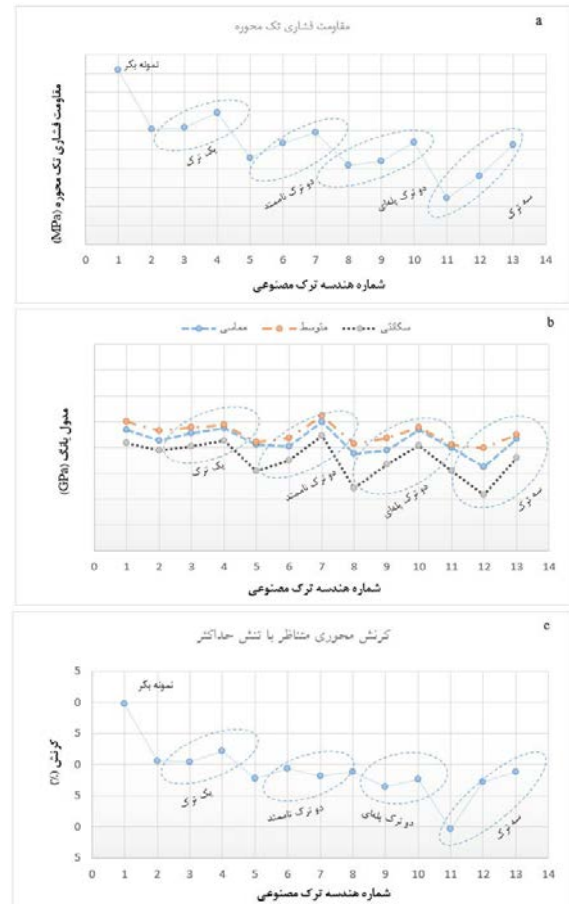 a
مقاومت فشاری تک محوره
نمونه بکر
یک ترک
دو ترک ناممتد
دو ترک پله‌ای
سه ترک
مقاومت فشاری تک محوره (MPa)
0 1 2 3 4 5 6 7 8 9 10 11 12 13 14
شماره هندسه ترک مصنوعی
b
مماسی متوسط سکانتی
یک ترک
دو ترک ناممتد
دو ترک پله‌ای
سه ترک
مدول یانگ (GPa)
0 1 2 3 4 5 6 7 8 9 10 11 12 13 14
شماره هندسه ترک مصنوعی
c
کرنش محوری متناظر با تنش حداکثر
نمونه بکر
یک ترک
دو ترک ناممتد
دو ترک پله‌ای
سه ترک
کرنش (%)
5
0
0
5
0
5
0 1 2 3 4 5 6 7 8 9 10 11 12 13 14
شماره هندسه ترک مصنوعی